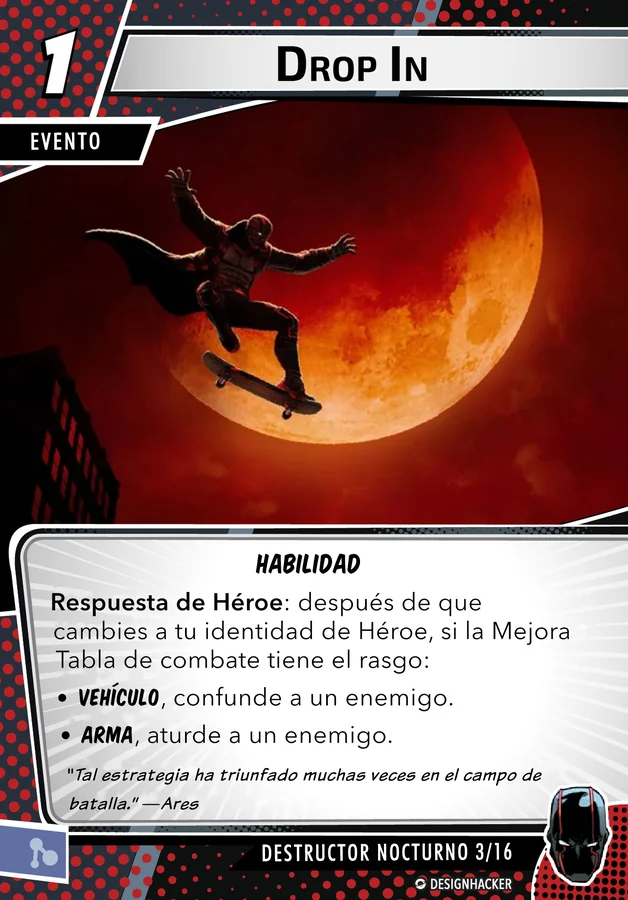 1
DROP IN
EVENTO
HABILIDAD
Respuesta de Héroe: después de que
cambies a tu identidad de Héroe, si la Mejora
Tabla de combate tiene el rasgo:
• VEHÍCULO, confunde a un enemigo.
• ARMA, aturde a un enemigo.
"Tal estrategia ha triunfado muchas veces en el campo de
batalla." —Ares
DESTRUCTOR NOCTURNO 3/16
DESIGNHACKER